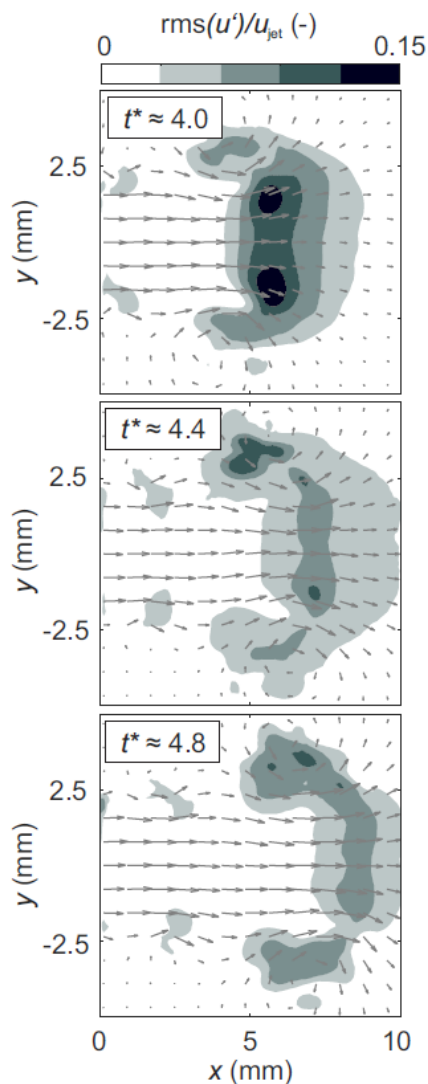 rms(u‘)/u_jet (-)
0 0.15
t* ≈ 4.0
2.5
y (mm)
-2.5
t* ≈ 4.4
2.5
y (mm)
-2.5
t* ≈ 4.8
2.5
y (mm)
-2.5
0 5 10
x (mm)